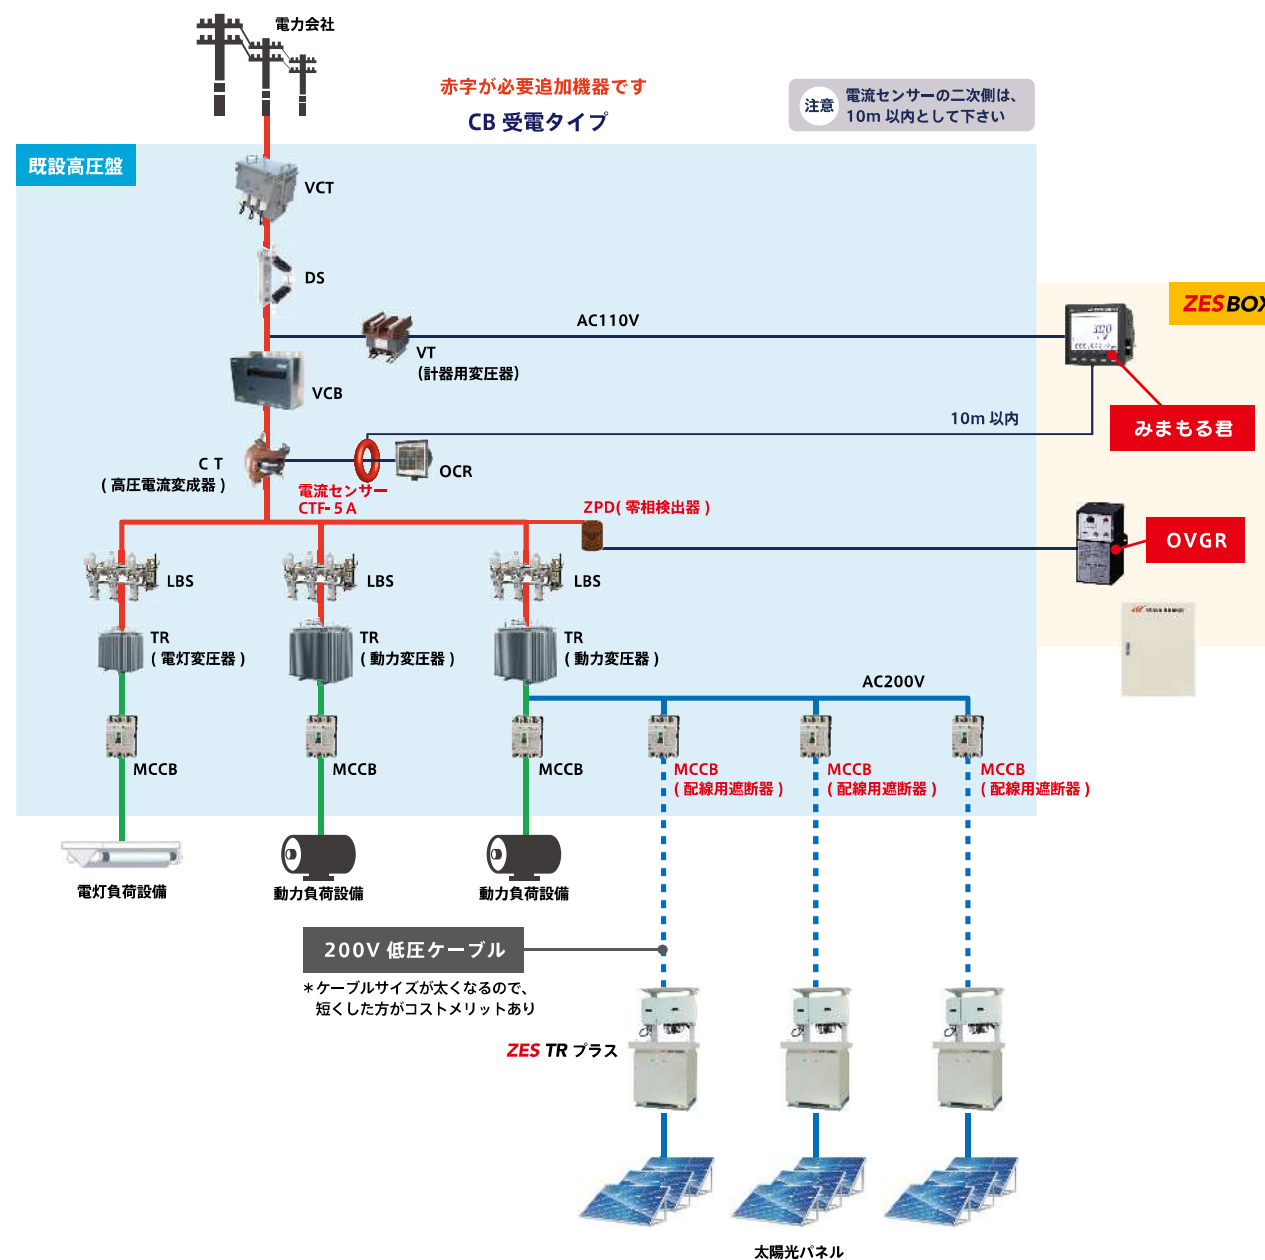 電力会社
赤字が必要追加機器です
CB 受電タイプ
注意
電流センサーの二次側は、
10m 以内として下さい
既設高圧盤
VCT
DS
AC110V
ZES BOX
VT
(計器用変圧器)
VCB
みまもる君
10m 以内
C T
( 高圧電流変成器 )
OCR
電流センサー
CTF- 5 A
ZPD( 零相検出器 )
OVGR
LBS
LBS
LBS
TR
( 電灯変圧器 )
TR
( 動力変圧器 )
TR
( 動力変圧器 )
AC200V
MCCB
MCCB
MCCB
MCCB
( 配線用遮断器 )
MCCB
( 配線用遮断器 )
MCCB
( 配線用遮断器 )
電灯負荷設備
動力負荷設備
動力負荷設備
200V 低圧ケーブル
＊ケーブルサイズが太くなるので、
短くした方がコストメリットあり
ZES TR プラス
太陽光パネル